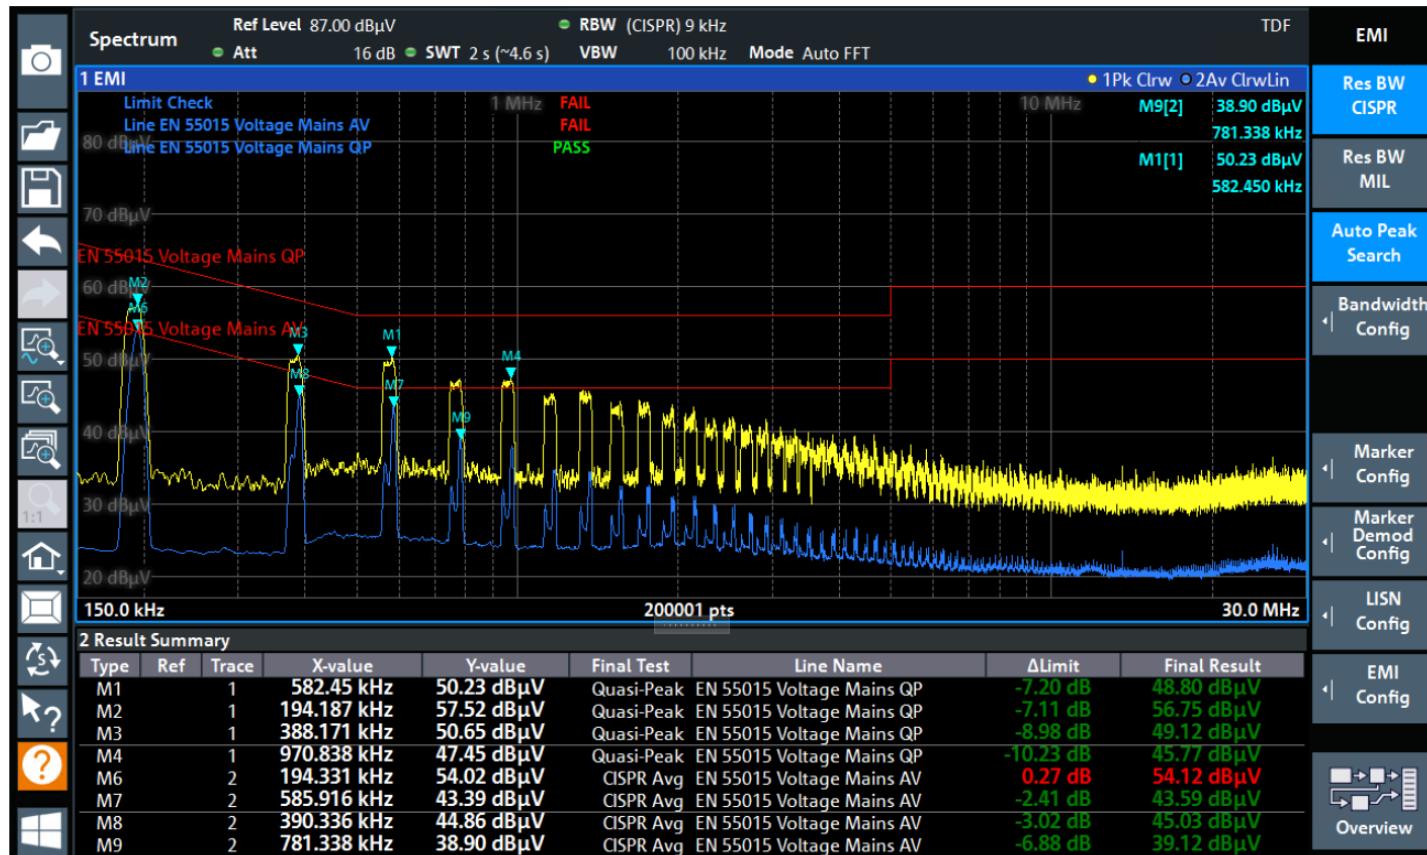 Spectrum
Ref Level 87.00 dBµV
RBW (CISPR) 9 kHz
TDF
Att 16 dB SWT 2 s (~4.6 s) VBW 100 kHz Mode Auto FFT
1 EMI
1Pk Clrw 2Av ClrwLin
Limit Check FAIL
Line EN 55015 Voltage Mains AV FAIL
Line EN 55015 Voltage Mains QP PASS
1 MHz
10 MHz
M9[2] 38.90 dBµV
781.338 kHz
M1[1] 50.23 dBµV
582.450 kHz
80 dBµV
70 dBµV
EN 55015 Voltage Mains QP
60 dBµV
EN 55015 Voltage Mains AV
50 dBµV
40 dBµV
30 dBµV
20 dBµV
M2
M6
M3
M8
M1
M7
M9
M4
150.0 kHz 200001 pts 30.0 MHz
2 Result Summary
Type Ref Trace X-value Y-value Final Test Line Name ΔLimit Final Result
M1 1 582.45 kHz 50.23 dBµV Quasi-Peak EN 55015 Voltage Mains QP -7.20 dB 48.80 dBµV
M2 1 194.187 kHz 57.52 dBµV Quasi-Peak EN 55015 Voltage Mains QP -7.11 dB 56.75 dBµV
M3 1 388.171 kHz 50.65 dBµV Quasi-Peak EN 55015 Voltage Mains QP -8.98 dB 49.12 dBµV
M4 1 970.838 kHz 47.45 dBµV Quasi-Peak EN 55015 Voltage Mains QP -10.23 dB 45.77 dBµV
M6 2 194.331 kHz 54.02 dBµV CISPR Avg EN 55015 Voltage Mains AV 0.27 dB 54.12 dBµV
M7 2 585.916 kHz 43.39 dBµV CISPR Avg EN 55015 Voltage Mains AV -2.41 dB 43.59 dBµV
M8 2 390.336 kHz 44.86 dBµV CISPR Avg EN 55015 Voltage Mains AV -3.02 dB 45.03 dBµV
M9 2 781.338 kHz 38.90 dBµV CISPR Avg EN 55015 Voltage Mains AV -6.88 dB 39.12 dBµV
1:1
S
?
?
EMI
Res BW
CISPR
Res BW
MIL
Auto Peak
Search
Bandwidth
Config
Marker
Config
Marker
Demod
Config
LISN
Config
EMI
Config
Overview